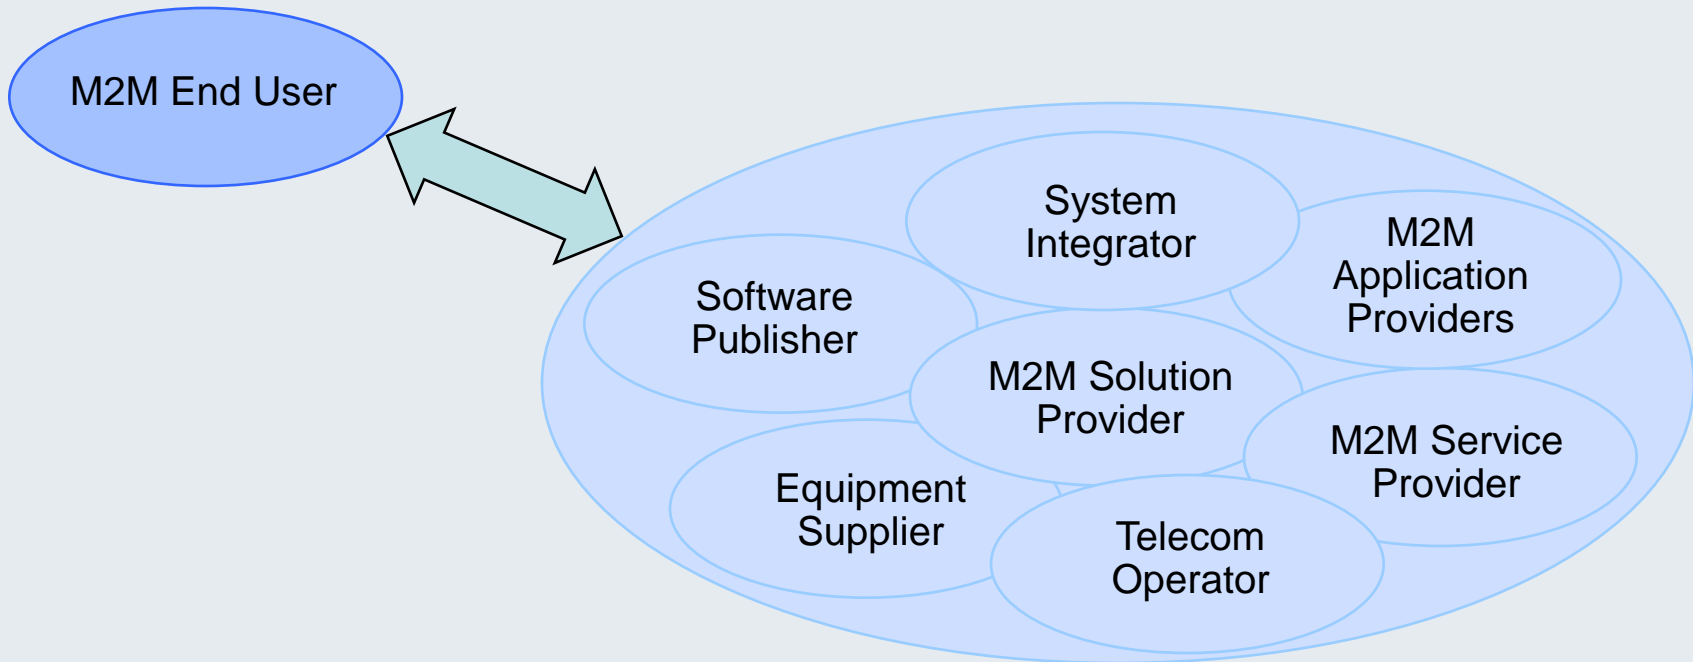 M2M End User
System
Integrator
M2M
Application
Providers
Software
Publisher
M2M Solution
Provider
M2M Service
Provider
Equipment
Supplier
Telecom
Operator